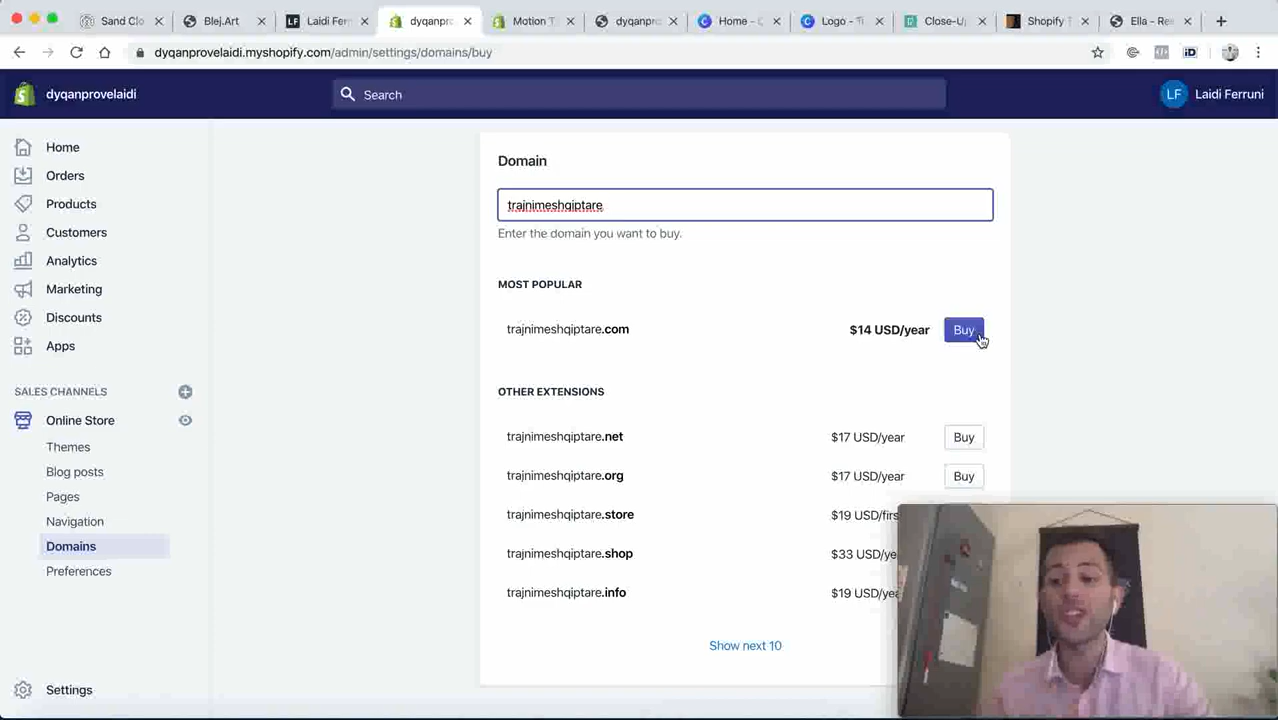 Sand Clo
Blej.Art
Laidi Fer
dyqanpro
Motion T
dyqanpr
Home -
Logo - Ti
Close-U
Shopify T
Ella - Res
dyqanprovelaidi.myshopify.com/admin/settings/domains/buy
dyqanprovelaidi
Search
LF
Laidi Ferruni
Home
Orders
Products
Customers
Analytics
Marketing
Discounts
Apps
SALES CHANNELS
Online Store
Themes
Blog posts
Pages
Navigation
Domains
Preferences
Settings
Domain
trajnimeshqiptare
Enter the domain you want to buy.
MOST POPULAR
trajnimeshqiptare.com $14 USD/year Buy
OTHER EXTENSIONS
trajnimeshqiptare.net $17 USD/year Buy
trajnimeshqiptare.org $17 USD/year Buy
trajnimeshqiptare.store $19 USD/firs
trajnimeshqiptare.shop $33 USD/ye
trajnimeshqiptare.info $19 USD/yea
Show next 10